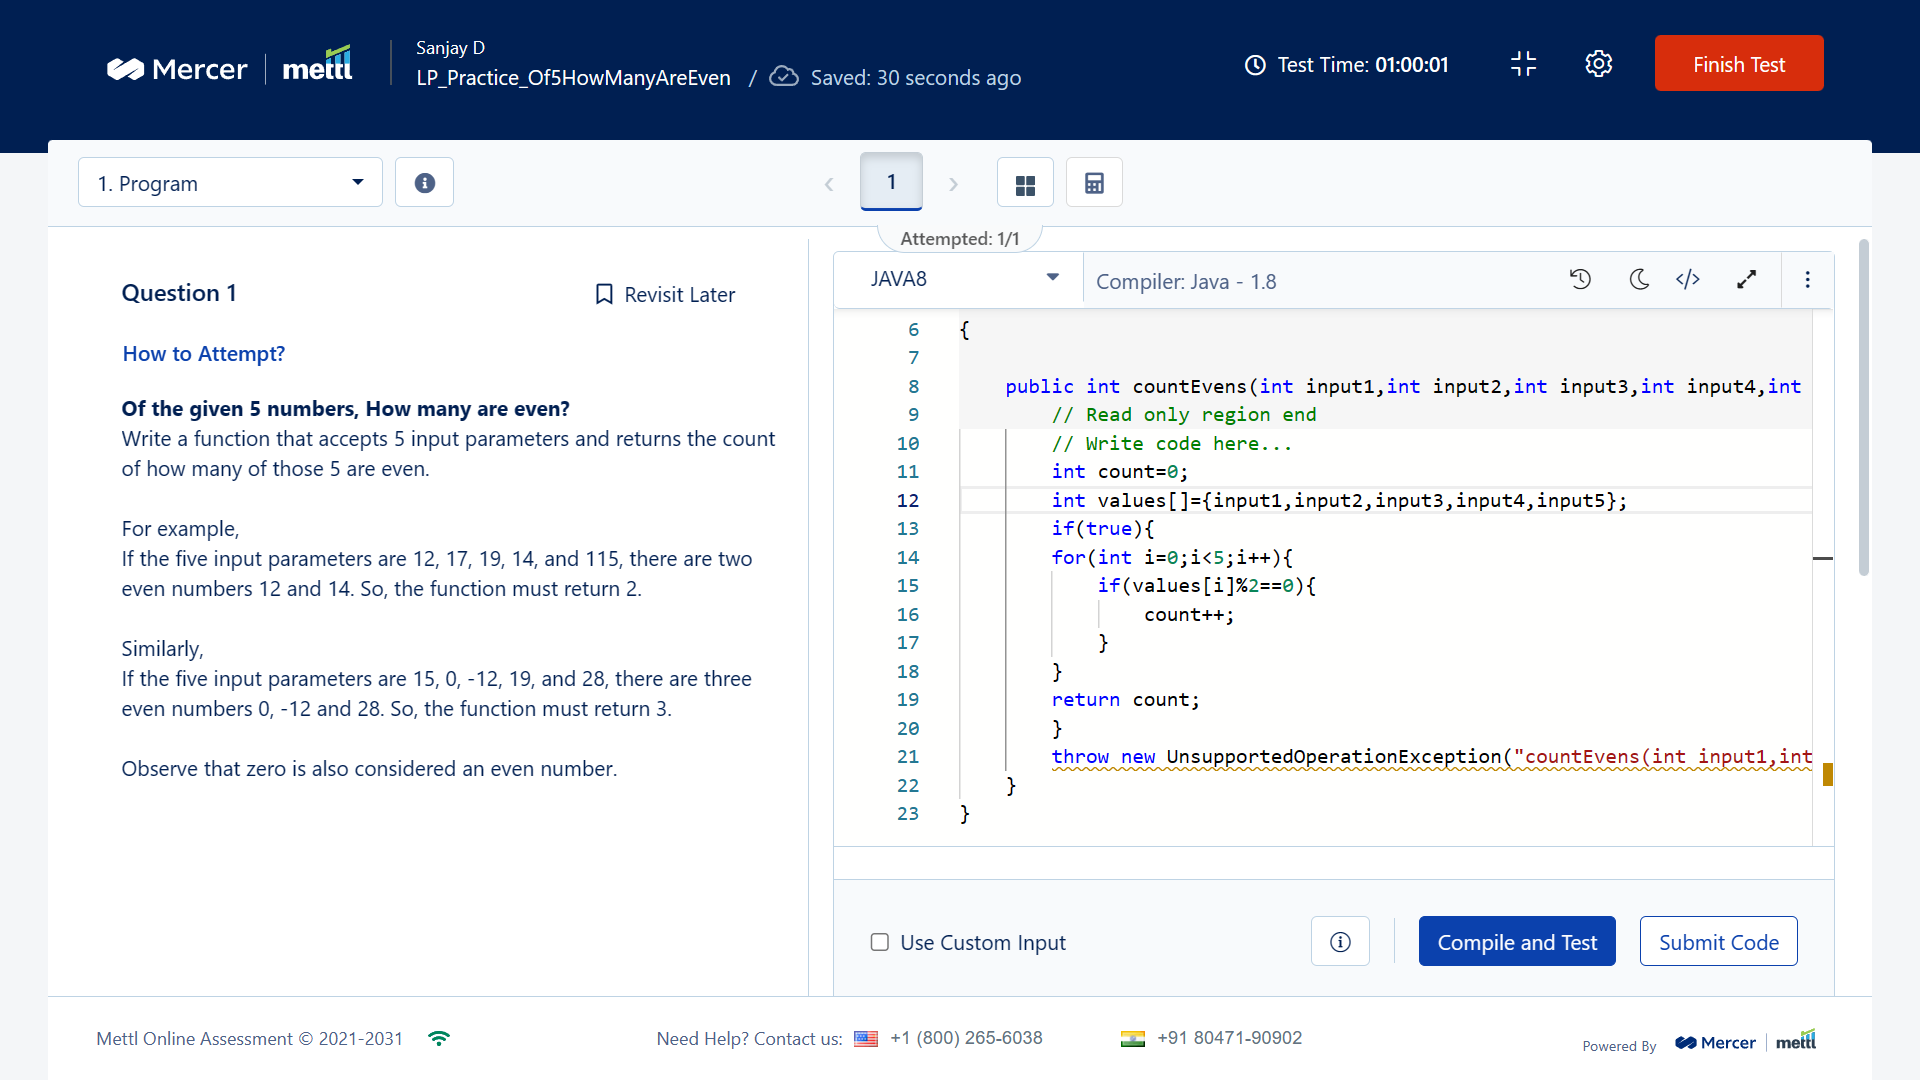 Mercer mettl
Sanjay D
LP_Practice_Of5HowManyAreEven / Saved: 30 seconds ago
Test Time: 01:00:01
Finish Test
1. Program
1
Attempted: 1/1
Question 1
Revisit Later
How to Attempt?
Of the given 5 numbers, How many are even?
Write a function that accepts 5 input parameters and returns the count
of how many of those 5 are even.
For example,
If the five input parameters are 12, 17, 19, 14, and 115, there are two
even numbers 12 and 14. So, the function must return 2.
Similarly,
If the five input parameters are 15, 0, -12, 19, and 28, there are three
even numbers 0, -12 and 28. So, the function must return 3.
Observe that zero is also considered an even number.
JAVA8
Compiler: Java - 1.8
6 {
7
8 public int countEvens(int input1,int input2,int input3,int input4,int
9 // Read only region end
10 // Write code here...
11 int count=0;
12 int values[]={input1,input2,input3,input4,input5};
13 if(true){
14 for(int i=0;i<5;i++){
15 if(values[i]%2==0){
16 count++;
17 }
18 }
19 return count;
20 }
21 throw new UnsupportedOperationException("countEvens(int input1,int
22 }
23 }
Use Custom Input
Compile and Test
Submit Code
Mettl Online Assessment © 2021-2031
Need Help? Contact us: +1 (800) 265-6038
+91 80471-90902
Powered By Mercer mettl